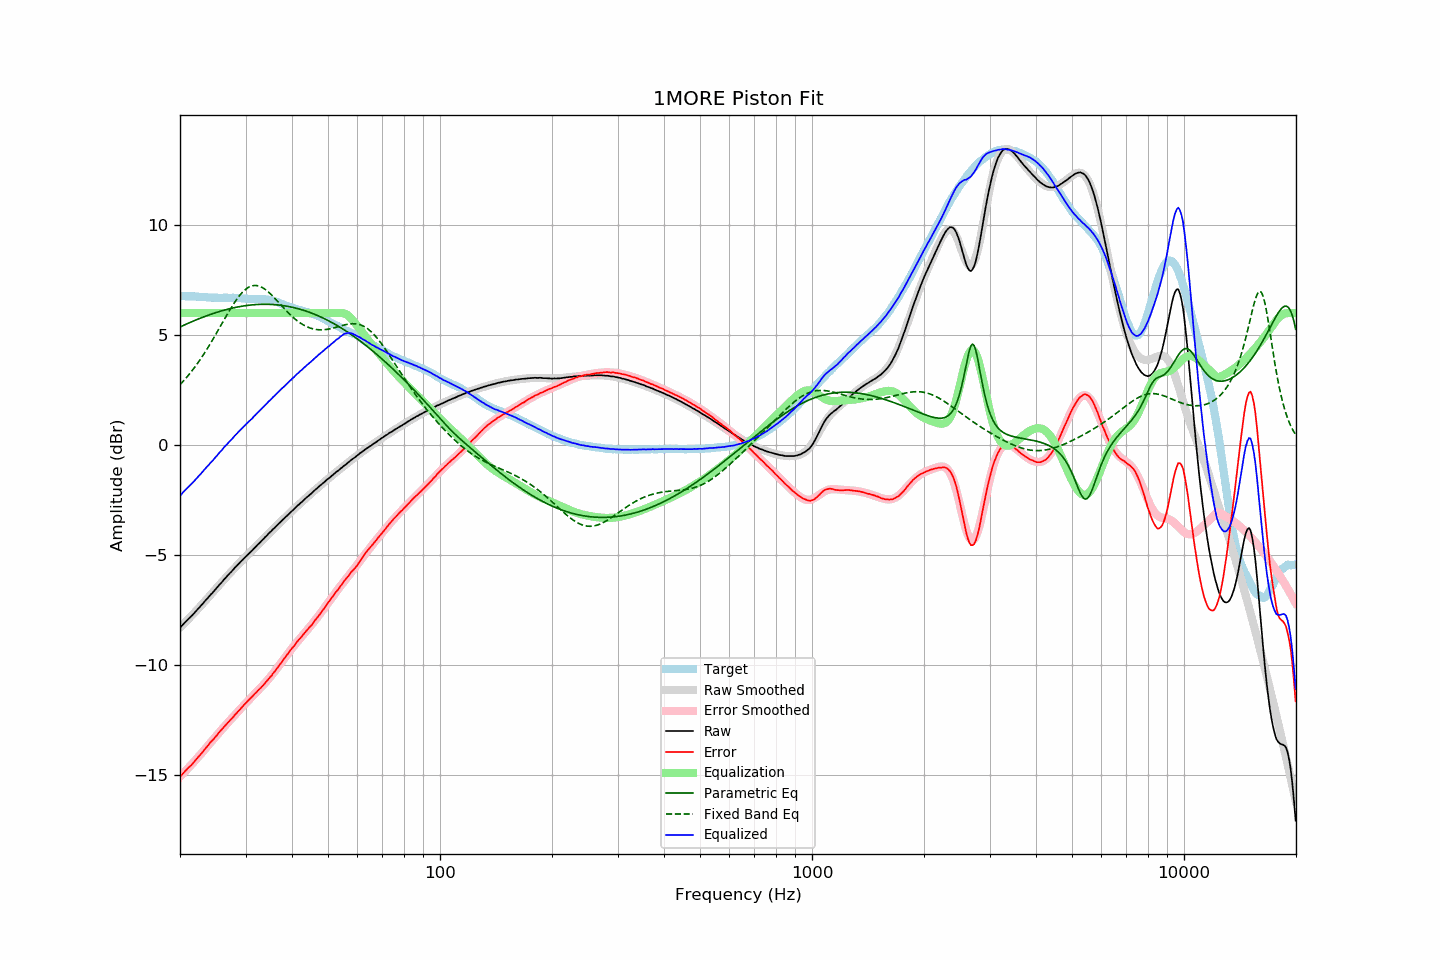 1MORE Piston Fit
Amplitude (dBr)
10
5
0
−5
−10
−15
Target
Raw Smoothed
Error Smoothed
Raw
Error
Equalization
Parametric Eq
Fixed Band Eq
Equalized
100 1000 10000
Frequency (Hz)